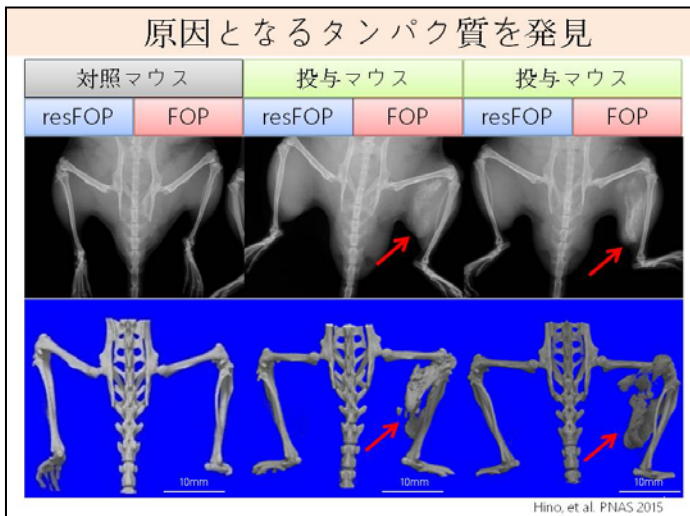 原因となるタンパク質を発見
対照マウス 投与マウス 投与マウス
resFOP FOP resFOP FOP resFOP FOP
10mm 10mm 10mm
Hino, et al. PNAS 2015